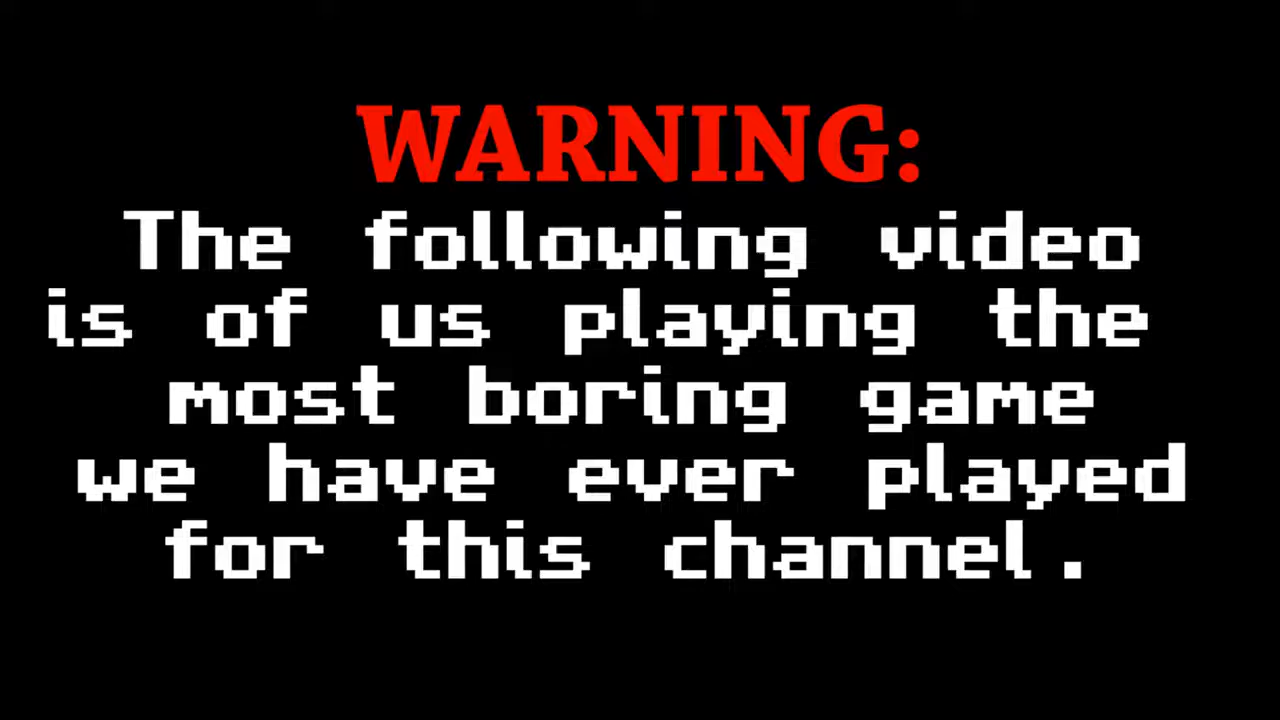 WARNING:
The following video
is of us playing the
most boring game
we have ever played
for this channel.